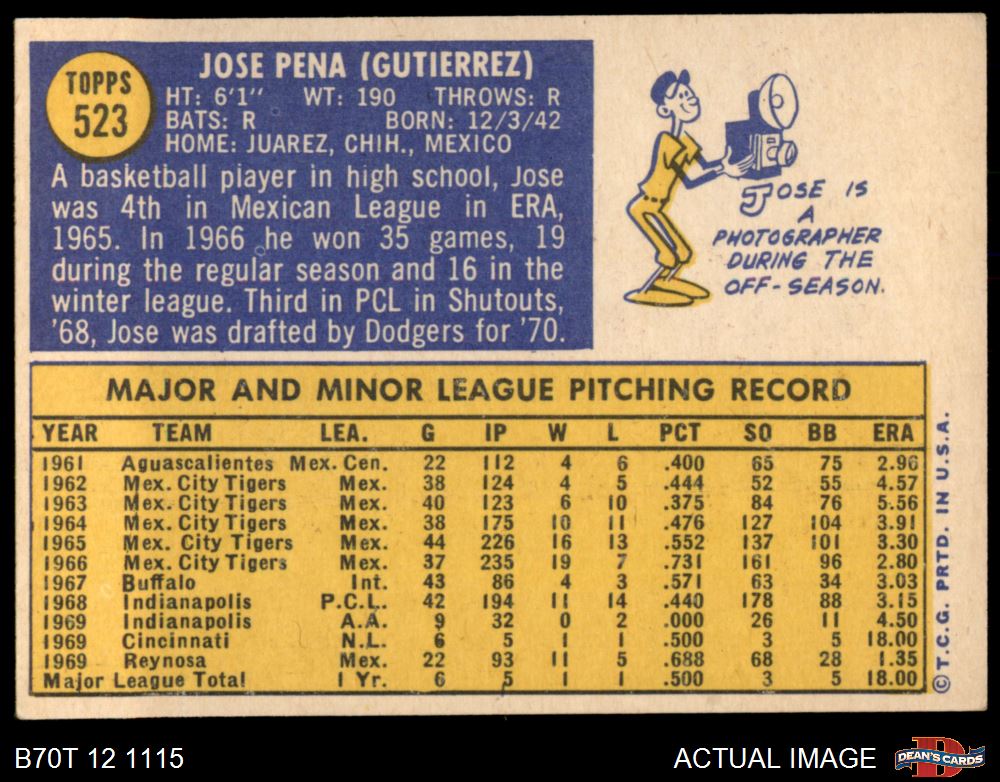 TOPPS
523
JOSE PENA (GUTIERREZ)
HT: 6'1" WT: 190 THROWS: R
BATS: R BORN: 12/3/42
HOME: JUAREZ, CHIH., MEXICO
A basketball player in high school, Jose
was 4th in Mexican League in ERA,
1965. In 1966 he won 35 games, 19
during the regular season and 16 in the
winter league. Third in PCL in Shutouts,
'68, Jose was drafted by Dodgers for '70.
JOSE IS
A
PHOTOGRAPHER
DURING THE
OFF-SEASON.
MAJOR AND MINOR LEAGUE PITCHING RECORD
YEAR TEAM LEA. G IP W L PCT SO BB ERA
1961 Aguascalientes Mex. Cen. 22 112 4 6 .400 65 75 2.96
1962 Mex. City Tigers Mex. 38 124 4 5 .444 52 55 4.57
1963 Mex. City Tigers Mex. 40 123 6 10 .375 84 76 5.56
1964 Mex. City Tigers Mex. 38 175 10 11 .476 127 104 3.91
1965 Mex. City Tigers Mex. 44 226 16 13 .552 137 101 3.30
1966 Mex. City Tigers Mex. 37 235 19 7 .731 161 96 2.80
1967 Buffalo Int. 43 86 4 3 .571 63 34 3.03
1968 Indianapolis P.C.L. 42 194 11 14 .440 178 88 3.15
1969 Indianapolis A.A. 9 32 0 2 .000 26 11 4.50
1969 Cincinnati N.L. 6 5 1 1 .500 3 5 18.00
1969 Reynosa Mex. 22 93 11 5 .688 68 28 1.35
Major League Total 1 Yr. 6 5 1 1 .500 3 5 18.00
© T.C.G. PRTD. IN U.S.A.
B70T 12 1115
ACTUAL IMAGE
DEAN'S CARDS